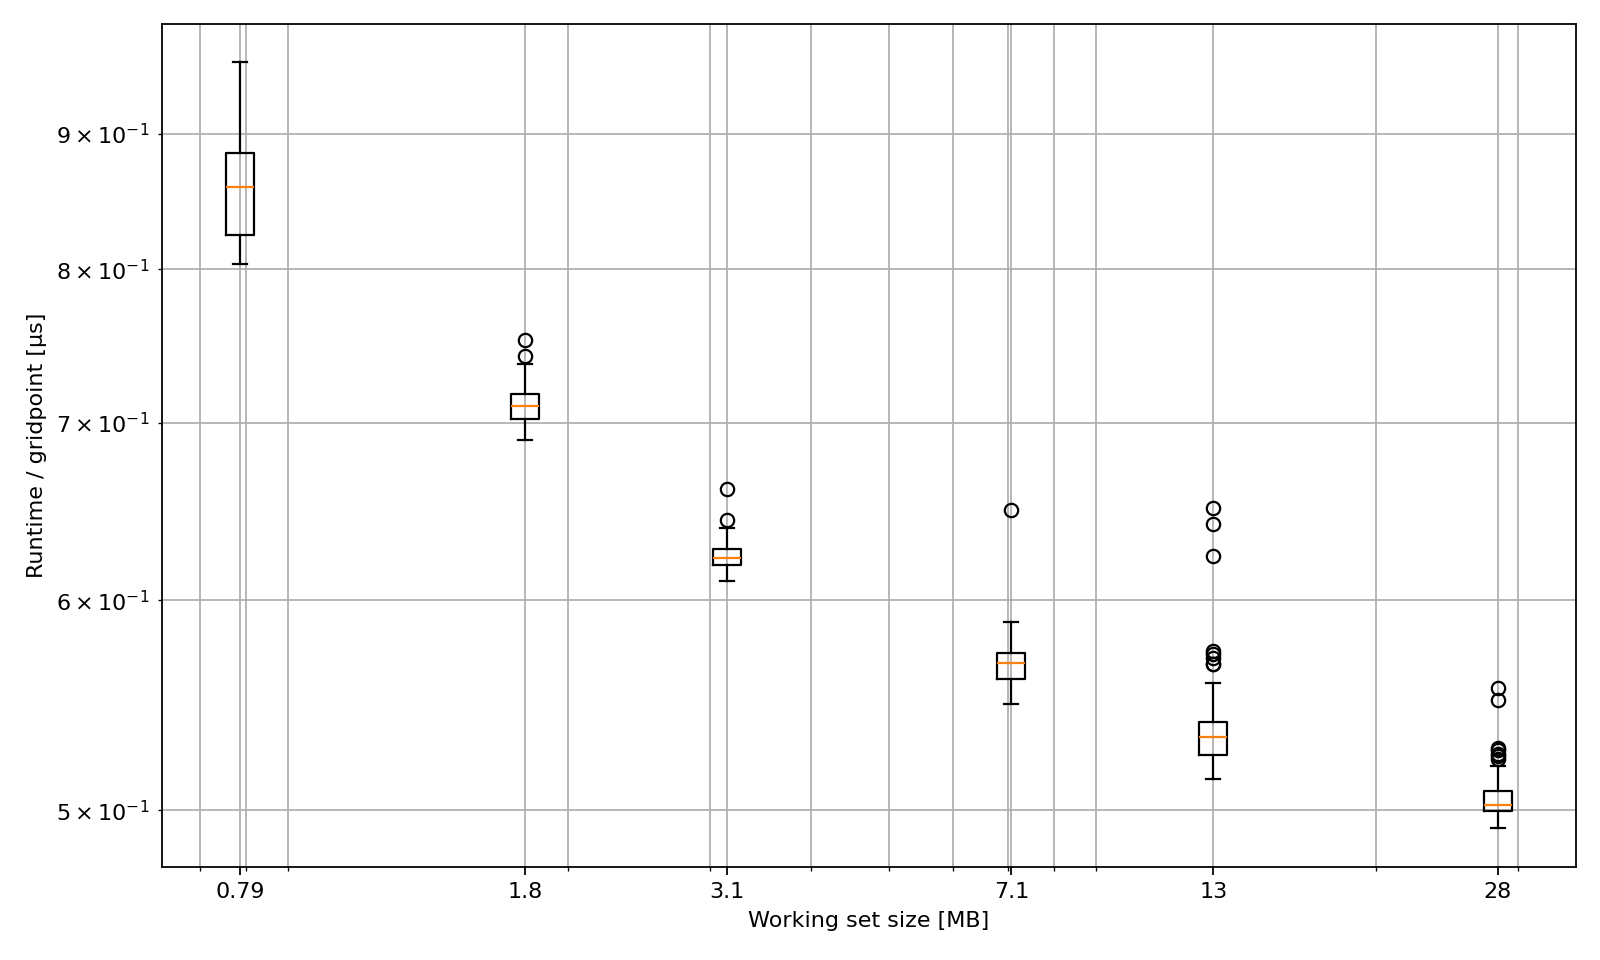 9 × 10⁻¹
8 × 10⁻¹
7 × 10⁻¹
6 × 10⁻¹
5 × 10⁻¹
Runtime / gridpoint [µs]
0.79 1.8 3.1 7.1 13 28
Working set size [MB]